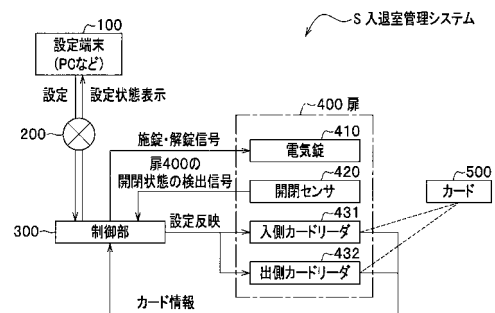 S 入退室管理システム
100
設定端末
(PCなど)
設定
設定状態表示
200
400 扉
施錠・解錠信号
410
電気錠
扉400の
開閉状態の検出信号
420
開閉センサ
500
カード
300
制御部
設定反映
431
入側カードリーダ
432
出側カードリーダ
カード情報